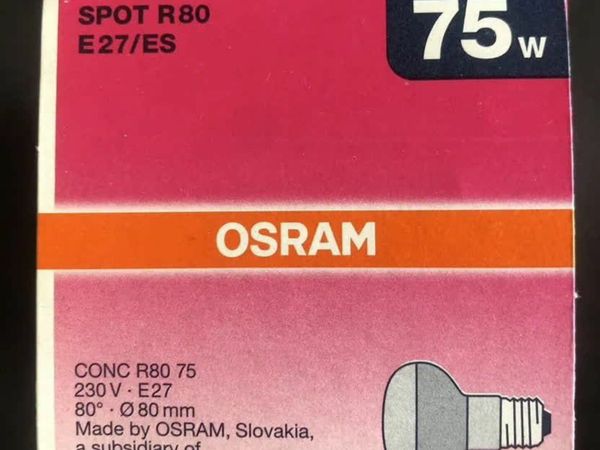 SPOT R80
E27/ES
75 W
OSRAM
CONC R80 75
230 V · E27
80° · Ø 80 mm
Made by OSRAM, Slovakia,
a subsidiary of